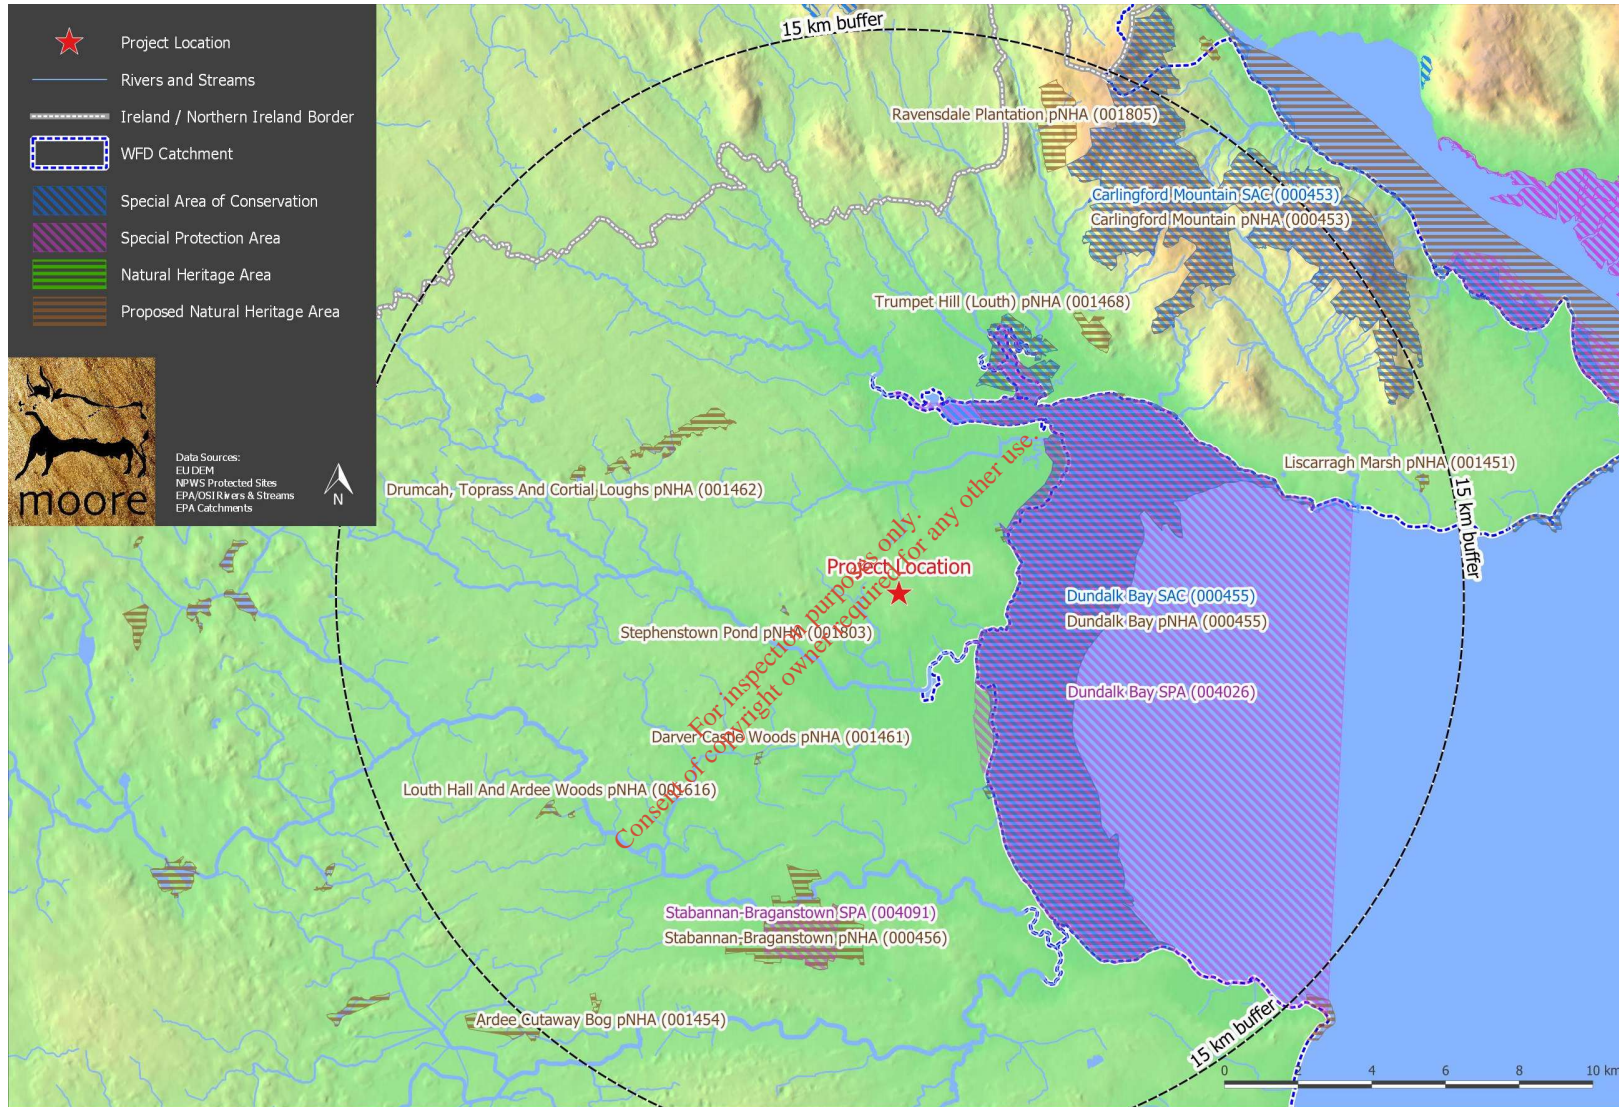 Project Location
Rivers and Streams
Ireland / Northern Ireland Border
WFD Catchment
Special Area of Conservation
Special Protection Area
Natural Heritage Area
Proposed Natural Heritage Area
moore
Data Sources:
EU DEM
NPWS Protected Sites
EPA/OSI Rivers & Streams
EPA Catchments
N
15 km buffer
Ravensdale Plantation pNHA (001805)
Carlingford Mountain SAC (000453)
Carlingford Mountain pNHA (000453)
Trumpet Hill (Louth) pNHA (001468)
Liscarragh Marsh pNHA (001451)
15 km buffer
Drumcah, Toprass And Cortial Loughs pNHA (001462)
Project Location
Dundalk Bay SAC (000455)
Dundalk Bay pNHA (000455)
Stephenstown Pond pNHA (001803)
Dundalk Bay SPA (004026)
Darver Castle Woods pNHA (001461)
Louth Hall And Ardee Woods pNHA (001616)
For inspection purposes only.
Consent of copyright owner required for any other use.
Stabannan-Braganstown SPA (004091)
Stabannan-Braganstown pNHA (000456)
Ardee Cutaway Bog pNHA (001454)
15 km buffer
0 2 4 6 8 10 km